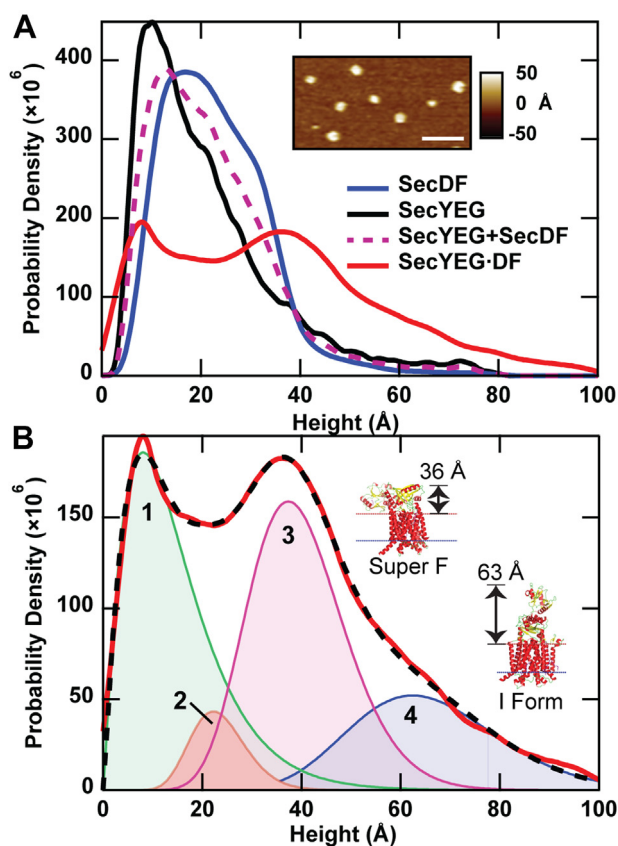 A
Probability Density (×10⁶)
400
300
200
100
0
50
0 Å
-50
SecDF
SecYEG
SecYEG+SecDF
SecYEG·DF
0 20 40 60 80 100
Height (Å)
B
Probability Density (×10⁶)
150
100
50
0
1
2
3
4
36 Å
Super F
63 Å
I Form
0 20 40 60 80 100
Height (Å)